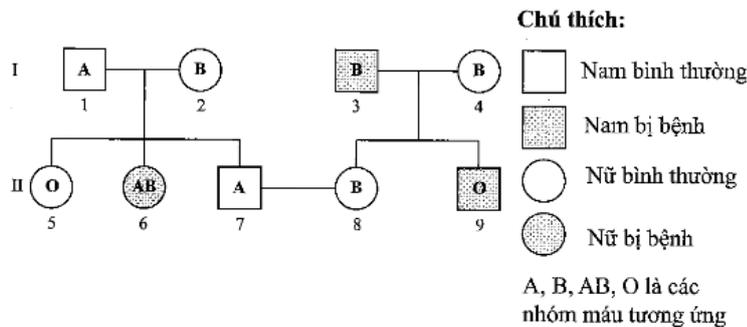 Chú thích:
I A B B B
1 2 3 4
Nam bình thường
Nam bị bệnh
Nữ bình thường
II O AB A B O
5 6 7 8 9
Nữ bị bệnh
A, B, AB, O là các
nhóm máu tương ứng